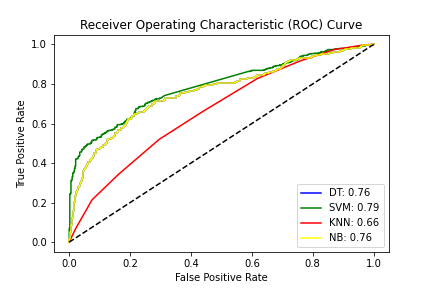 Receiver Operating Characteristic (ROC) Curve
1.0
0.8
0.6
0.4
0.2
0.0
True Positive Rate
DT: 0.76
SVM: 0.79
KNN: 0.66
NB: 0.76
0.0 0.2 0.4 0.6 0.8 1.0
False Positive Rate